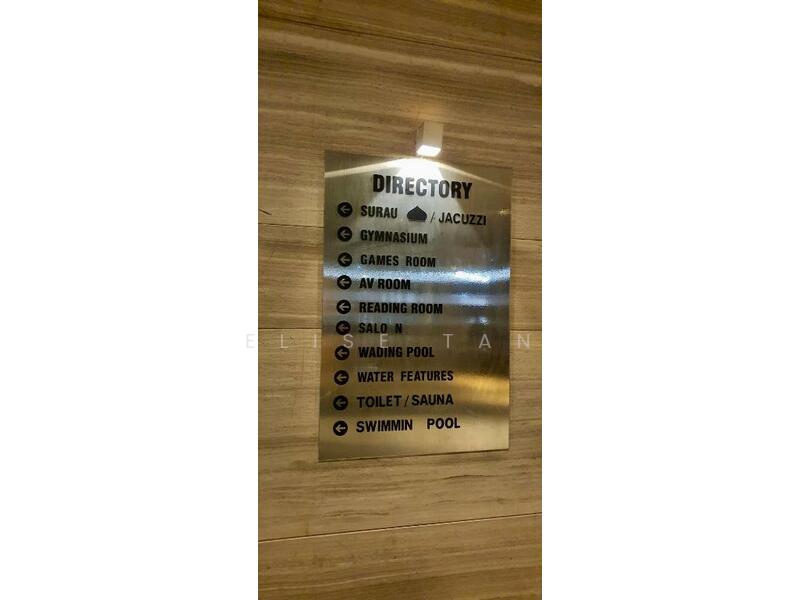 DIRECTORY
SURAU / JACUZZI
GYMNASIUM
GAMES ROOM
AV ROOM
READING ROOM
SALO N
ELISE TAN
WADING POOL
WATER FEATURES
TOILET / SAUNA
SWIMMIN POOL